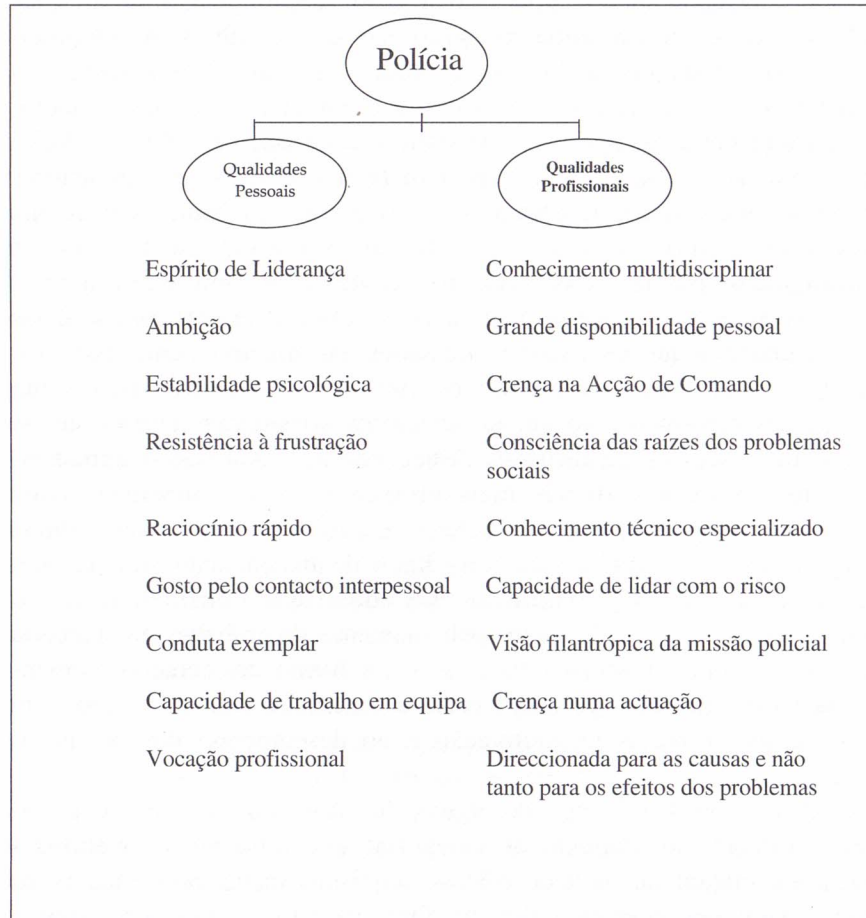 Polícia
Qualidades
Pessoais
Qualidades
Profissionais
Espírito de Liderança
Conhecimento multidisciplinar
Ambição
Grande disponibilidade pessoal
Estabilidade psicológica
Crença na Acção de Comando
Resistência à frustração
Consciência das raízes dos problemas
sociais
Raciocínio rápido
Conhecimento técnico especializado
Gosto pelo contacto interpessoal
Capacidade de lidar com o risco
Conduta exemplar
Visão filantrópica da missão policial
Capacidade de trabalho em equipa
Crença numa actuação
Vocação profissional
Direccionada para as causas e não
tanto para os efeitos dos problemas